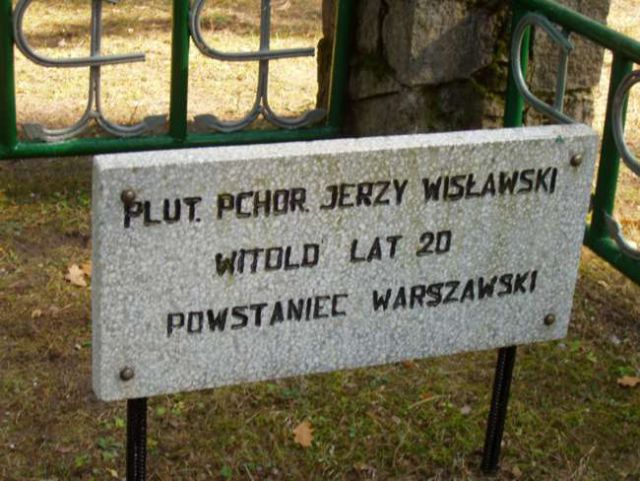 PLUT. PCHOR. JERZY WISŁAWSKI
WITOLD LAT 20
POWSTANIEC WARSZAWSKI